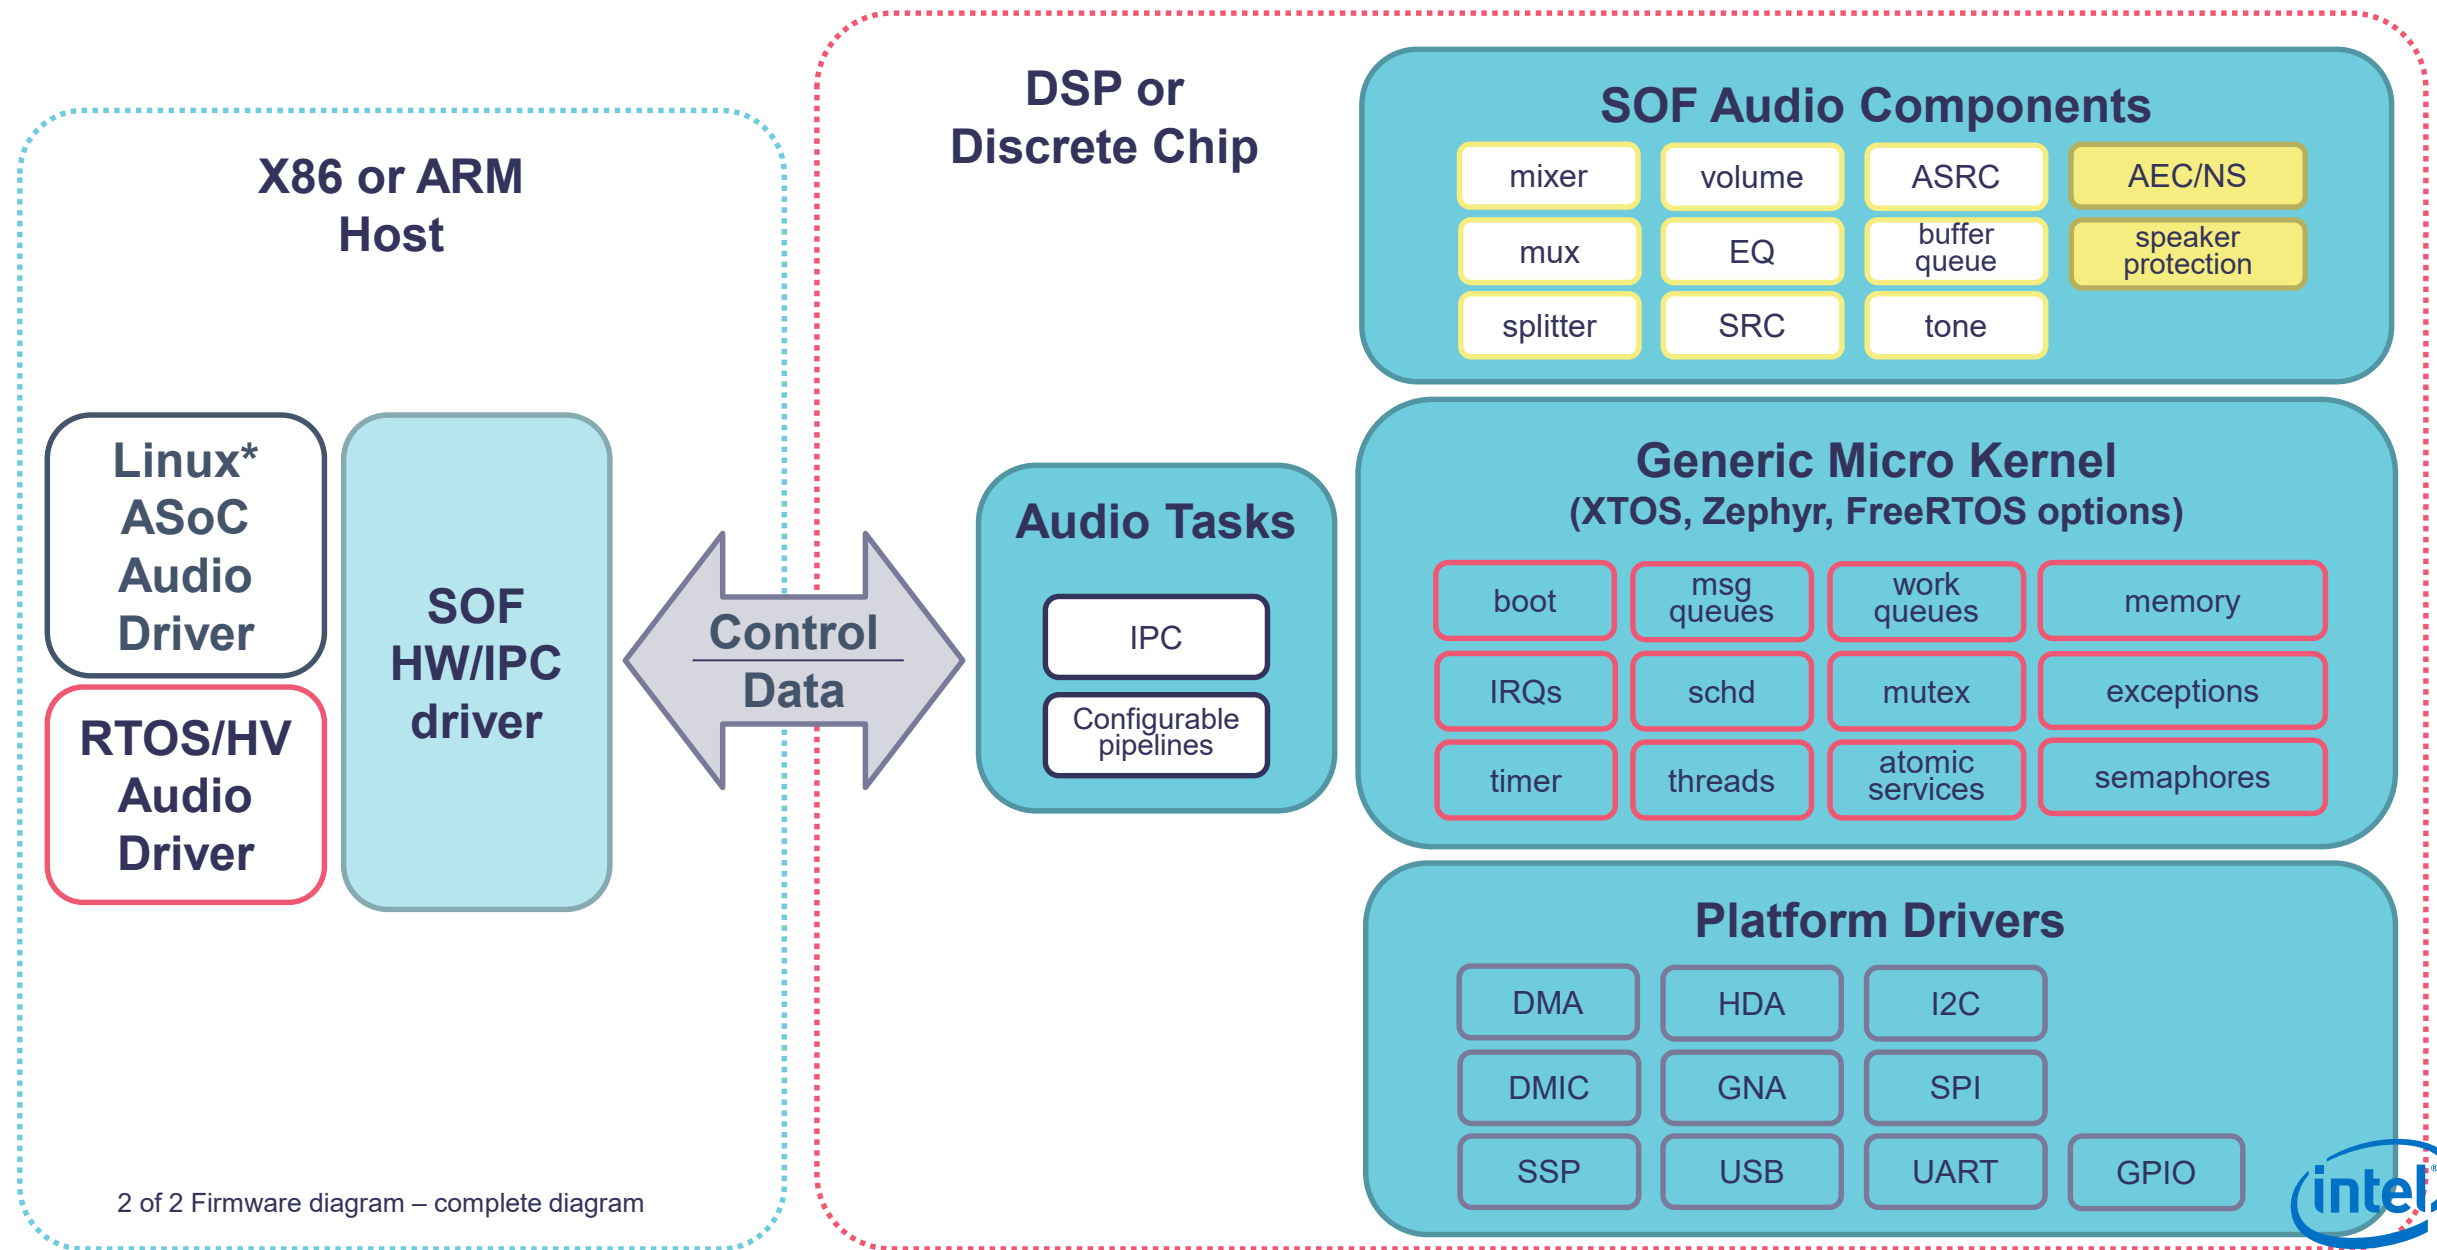 X86 or ARM
Host
Linux*
ASoC
Audio
Driver
RTOS/HV
Audio
Driver
SOF
HW/IPC
driver
2 of 2 Firmware diagram – complete diagram
Control
Data
DSP or
Discrete Chip
Audio Tasks
IPC
Configurable
pipelines
SOF Audio Components
mixer
volume
ASRC
AEC/NS
mux
EQ
buffer
queue
speaker
protection
splitter
SRC
tone
Generic Micro Kernel
(XTOS, Zephyr, FreeRTOS options)
boot
msg
queues
work
queues
memory
IRQs
schd
mutex
exceptions
timer
threads
atomic
services
semaphores
Platform Drivers
DMA
HDA
I2C
DMIC
GNA
SPI
SSP
USB
UART
GPIO
intel®